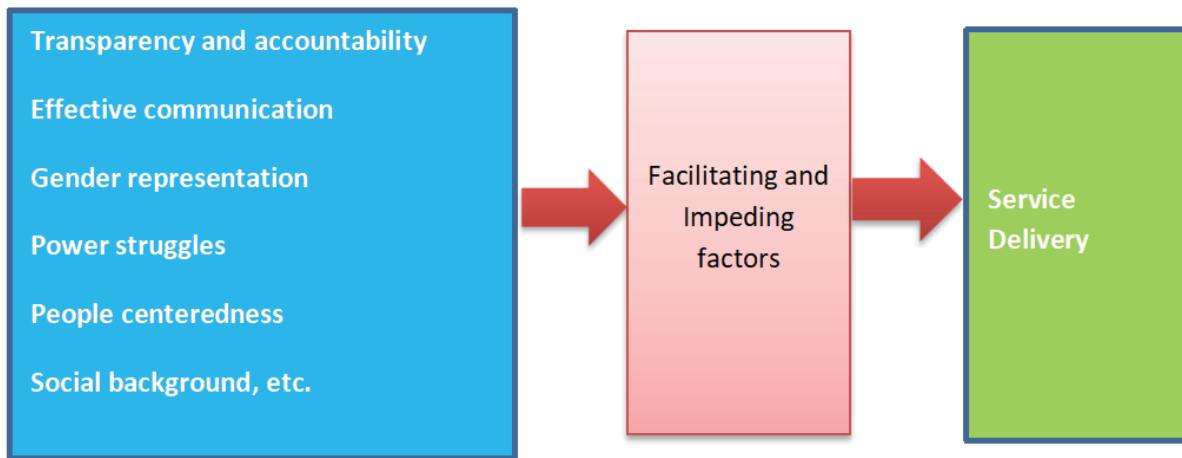 Transparency and accountability
Effective communication
Gender representation
Power struggles
People centeredness
Social background, etc.
Facilitating and
Impeding
factors
Service
Delivery